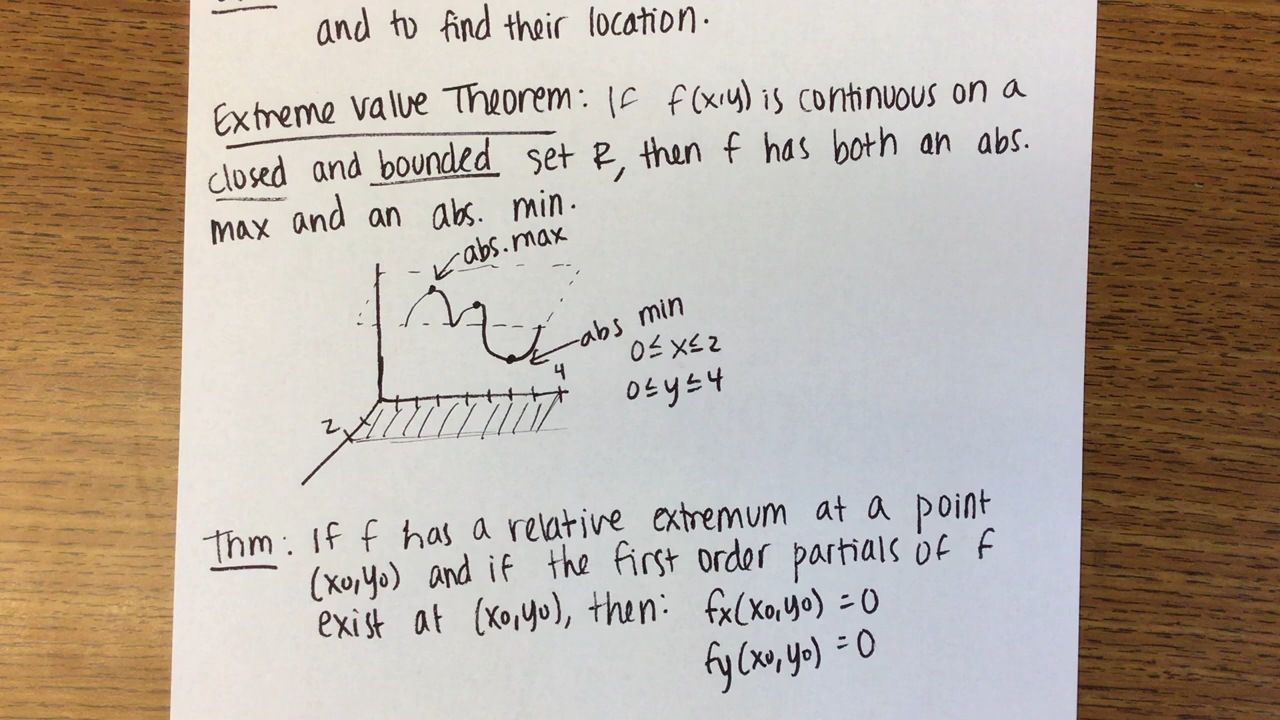 and to find their location.
Extreme value Theorem: If f(x,y) is continuous on a
closed and bounded set R, then f has both an abs.
max and an abs. min.
abs.max
abs min
0≤x≤2
0≤y≤4
4
2
Thm: If f has a relative extremum at a point
(x0,y0) and if the first order partials of f
exist at (x0,y0), then: fx(x0,y0) = 0
fy(x0,y0) = 0